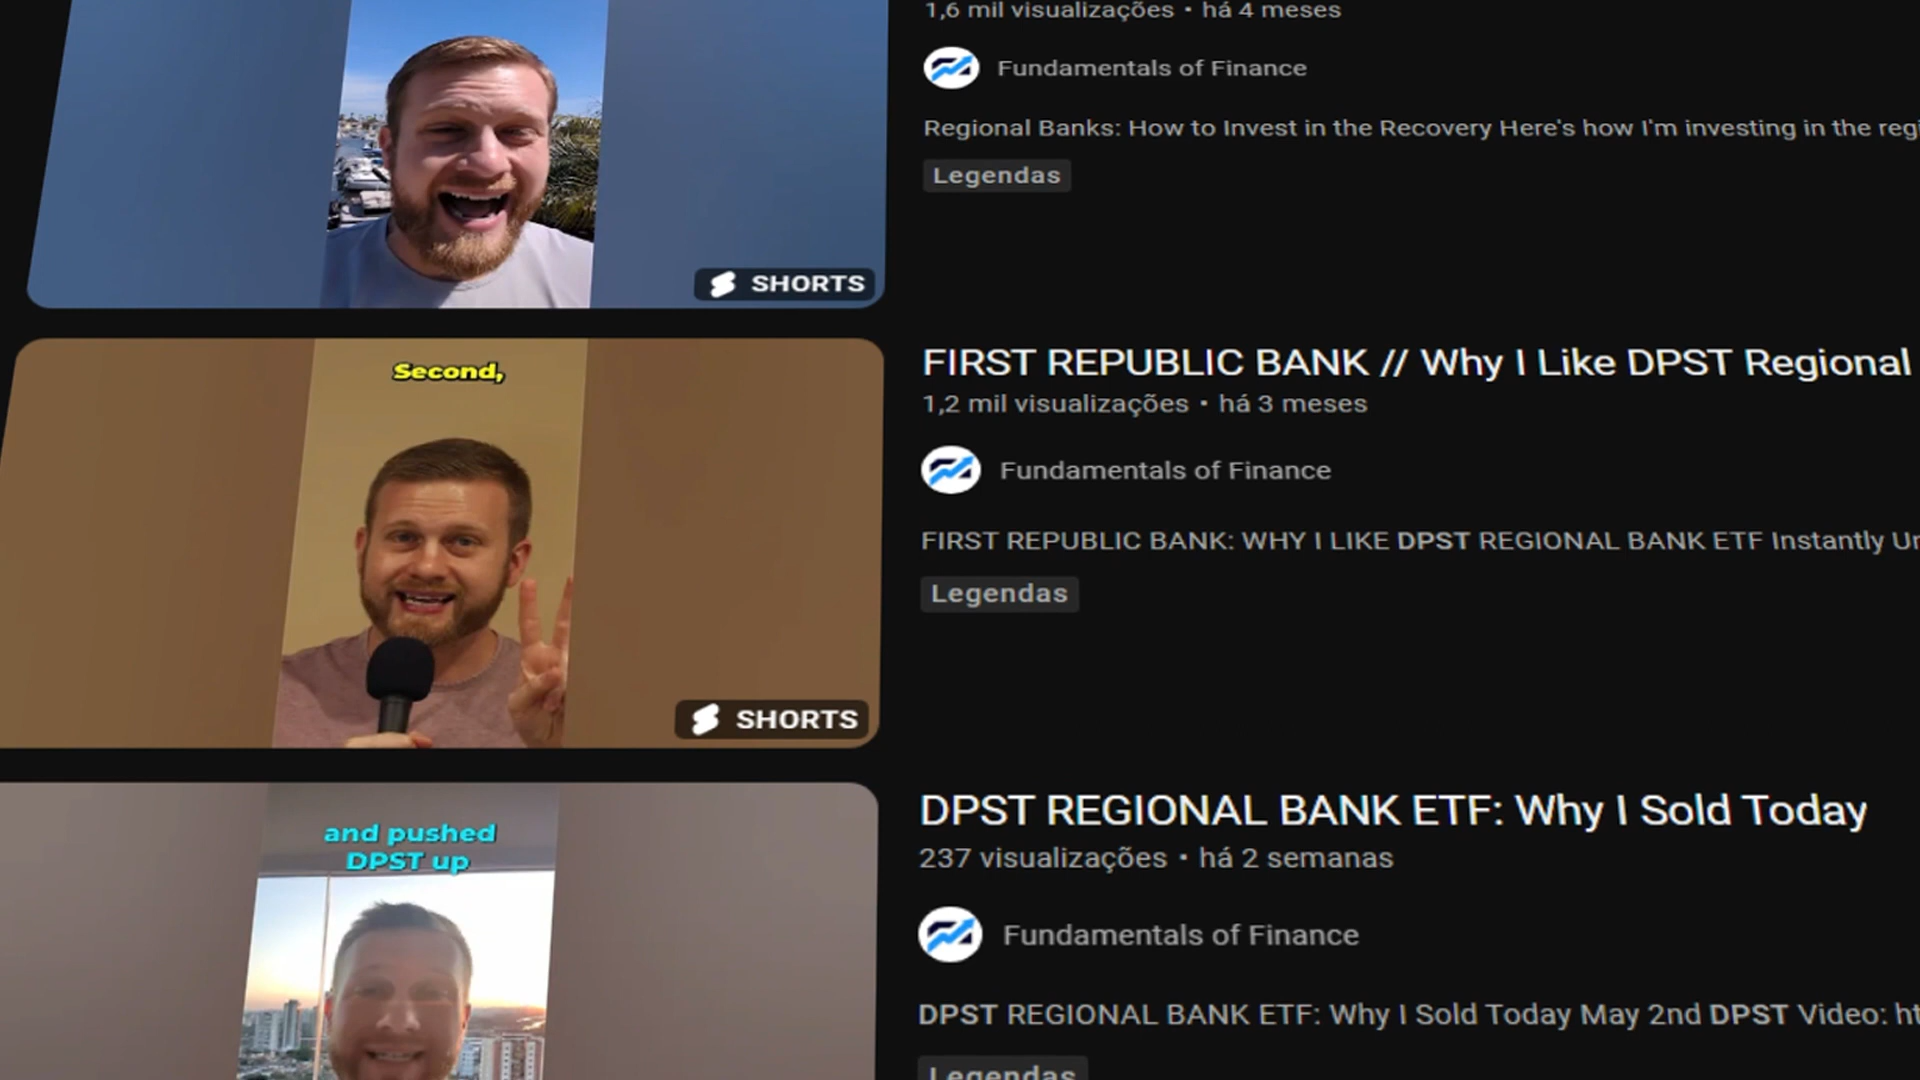 1,6 mil visualizações • há 4 meses
Fundamentals of Finance
Regional Banks: How to Invest in the Recovery Here's how I'm investing in the
Legendas
SHORTS
Second,
SHORTS
FIRST REPUBLIC BANK // Why I Like DPST Regional
1,2 mil visualizações • há 3 meses
Fundamentals of Finance
FIRST REPUBLIC BANK: WHY I LIKE DPST REGIONAL BANK ETF Instantly
Legendas
and pushed
DPST up
DPST REGIONAL BANK ETF: Why I Sold Today
237 visualizações • há 2 semanas
Fundamentals of Finance
DPST REGIONAL BANK ETF: Why I Sold Today May 2nd DPST Video:
Legendas